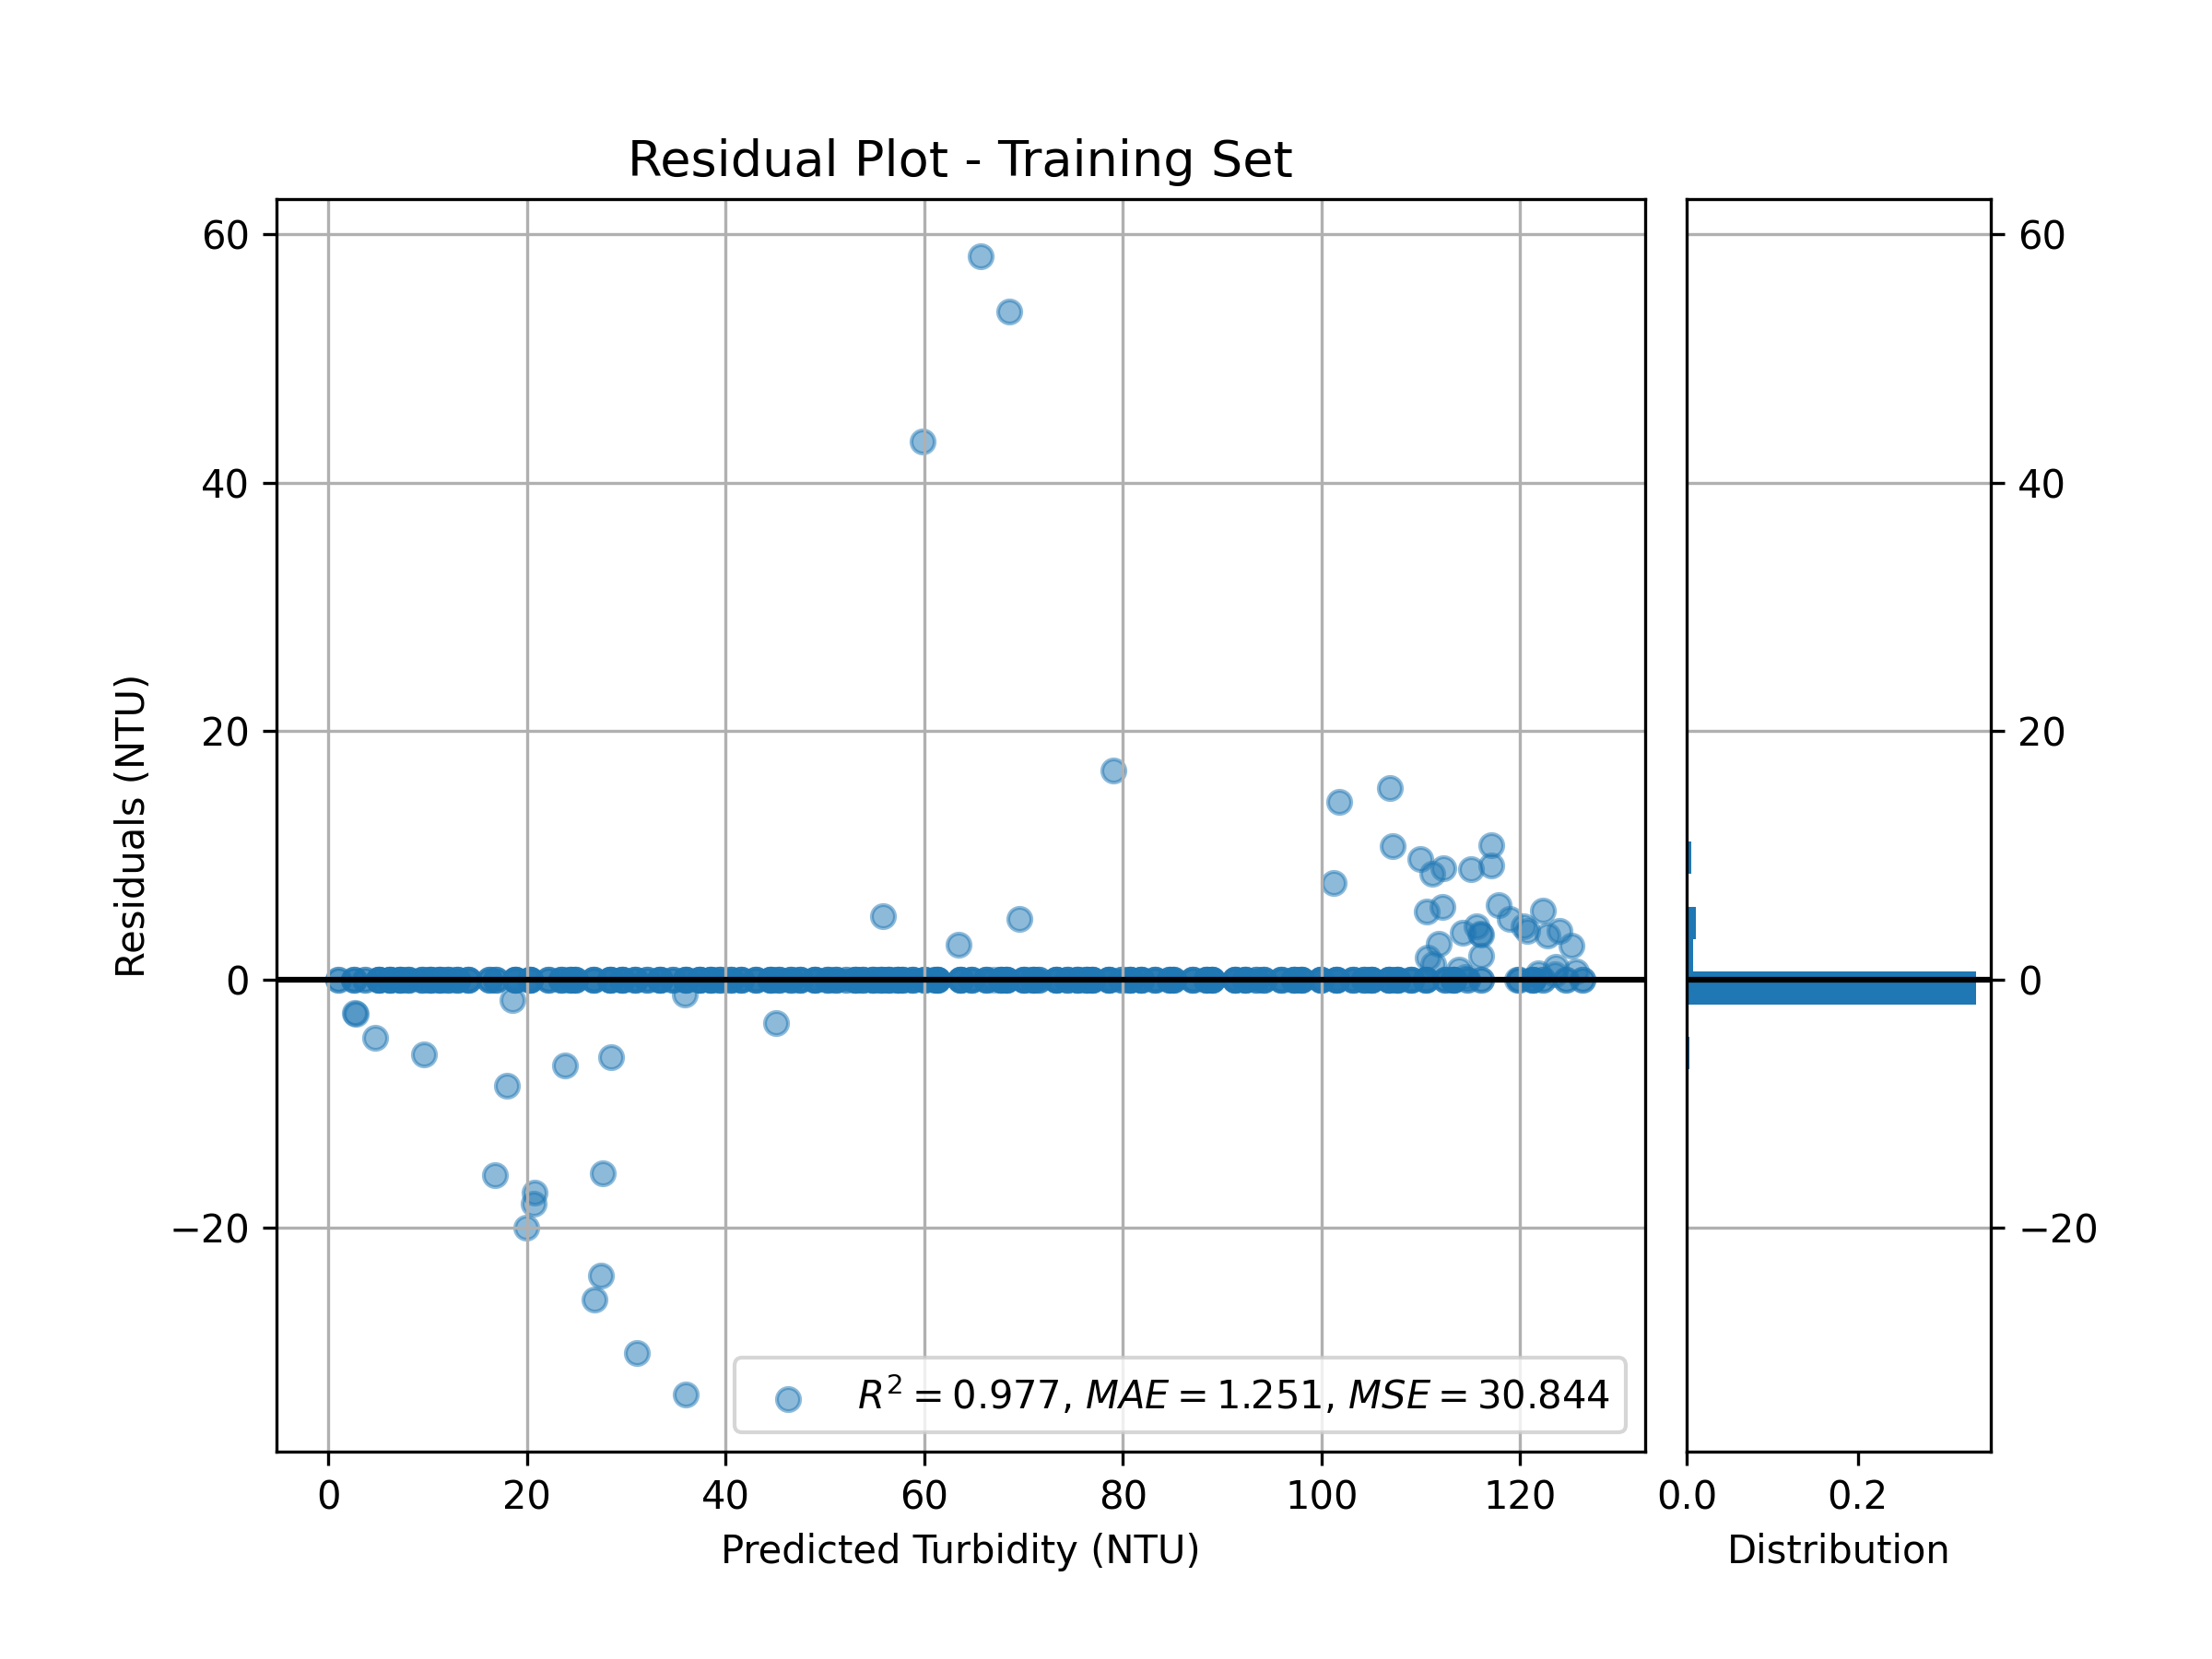 Residual Plot - Training Set
Residuals (NTU)
60
40
20
0
−20
0 20 40 60 80 100 120
Predicted Turbidity (NTU)
R² = 0.977, MAE = 1.251, MSE = 30.844
60
40
20
0
−20
0.0 0.2
Distribution